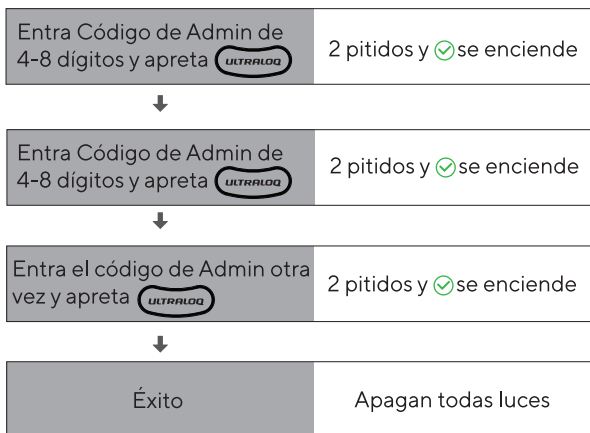 Entra Código de Admin de
4-8 dígitos y apreta ULTRALOQ
2 pitidos y se enciende
Entra Código de Admin de
4-8 dígitos y apreta ULTRALOQ
2 pitidos y se enciende
Entra el código de Admin otra
vez y apreta ULTRALOQ
2 pitidos y se enciende
Éxito
Apagan todas luces